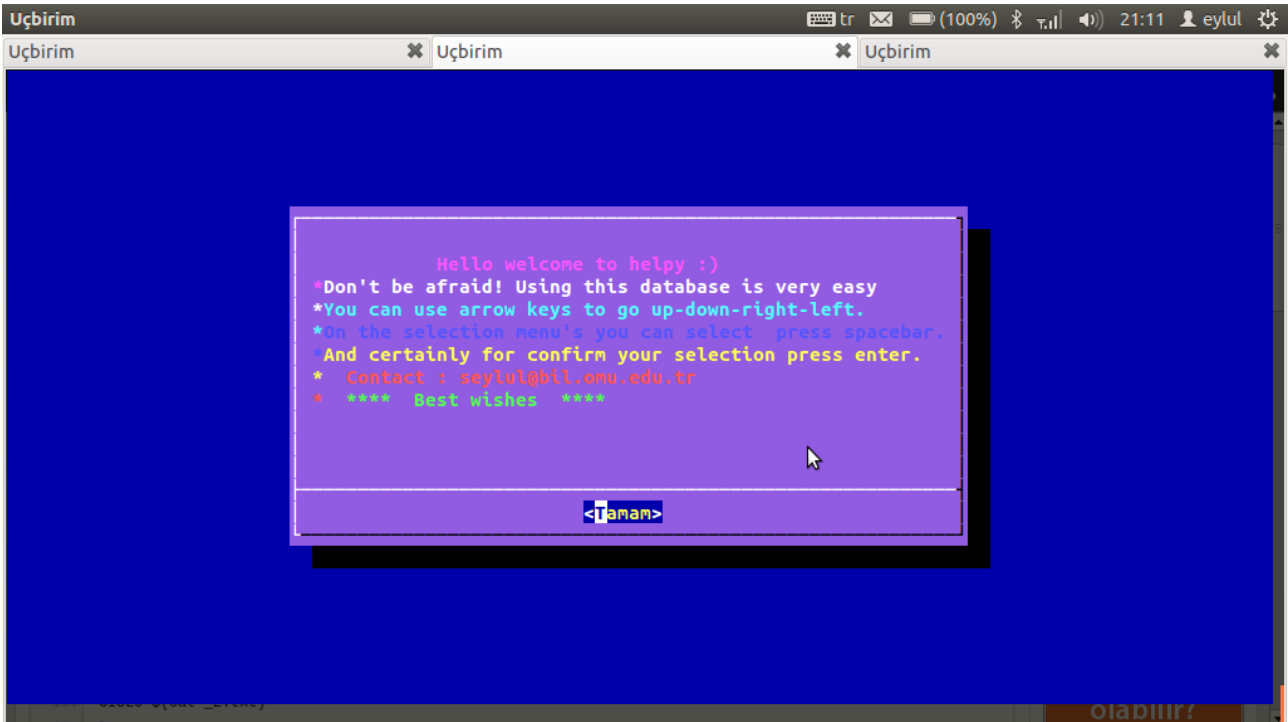 Uçbirim tr (100%) 21:11 eylul
Uçbirim Uçbirim Uçbirim
Hello welcome to helpy :)
*Don't be afraid! Using this database is very easy
*You can use arrow keys to go up-down-right-left.
*On the selection menu's you can select  press spacebar.
*And certainly for confirm your selection press enter.
*  Contact : seylul@bil.omu.edu.tr
*  ****  Best wishes  ****
<Tamam>
olabilir?